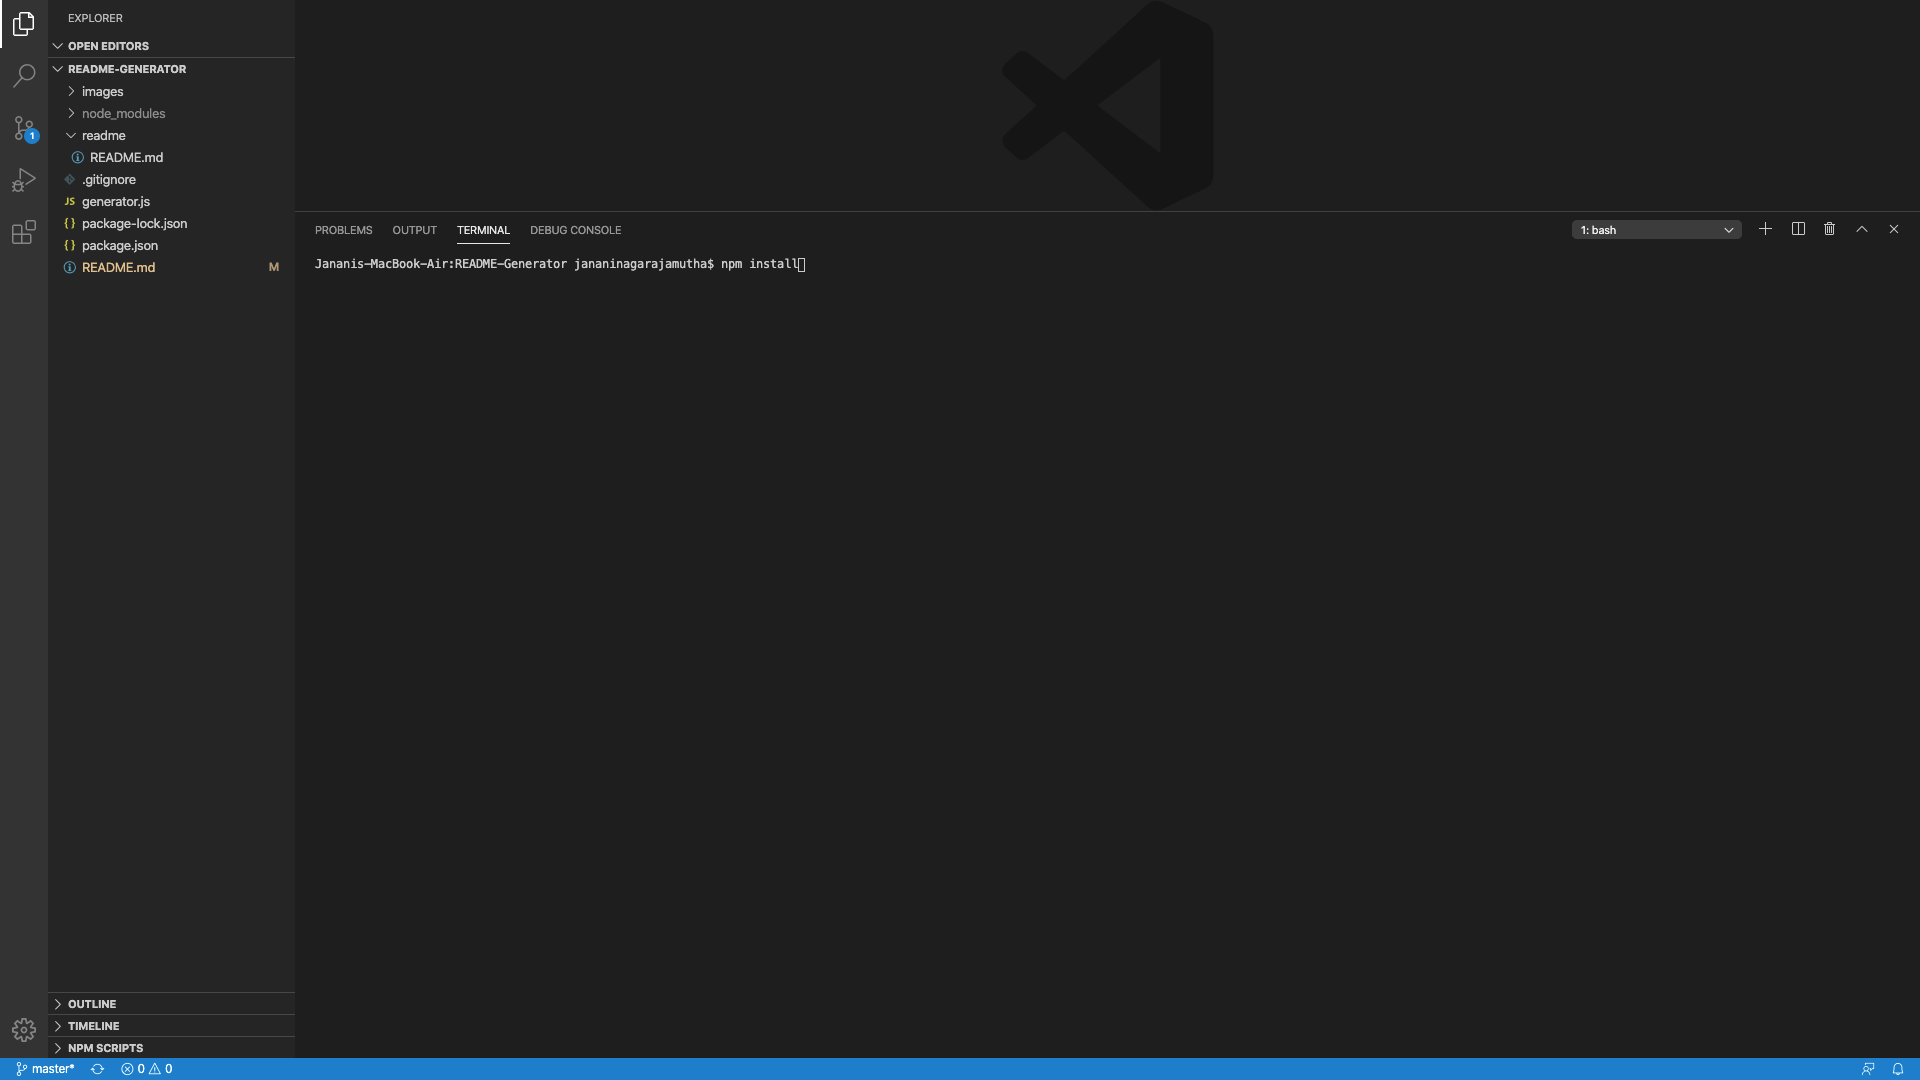 EXPLORER
OPEN EDITORS
README-GENERATOR
images
node_modules
readme
README.md
.gitignore
JS generator.js
{ } package-lock.json
{ } package.json
README.md M
1
PROBLEMS OUTPUT TERMINAL DEBUG CONSOLE 1: bash
Jananis-MacBook-Air:README-Generator jananinagarajamutha$ npm install
OUTLINE
TIMELINE
NPM SCRIPTS
master* 0 0